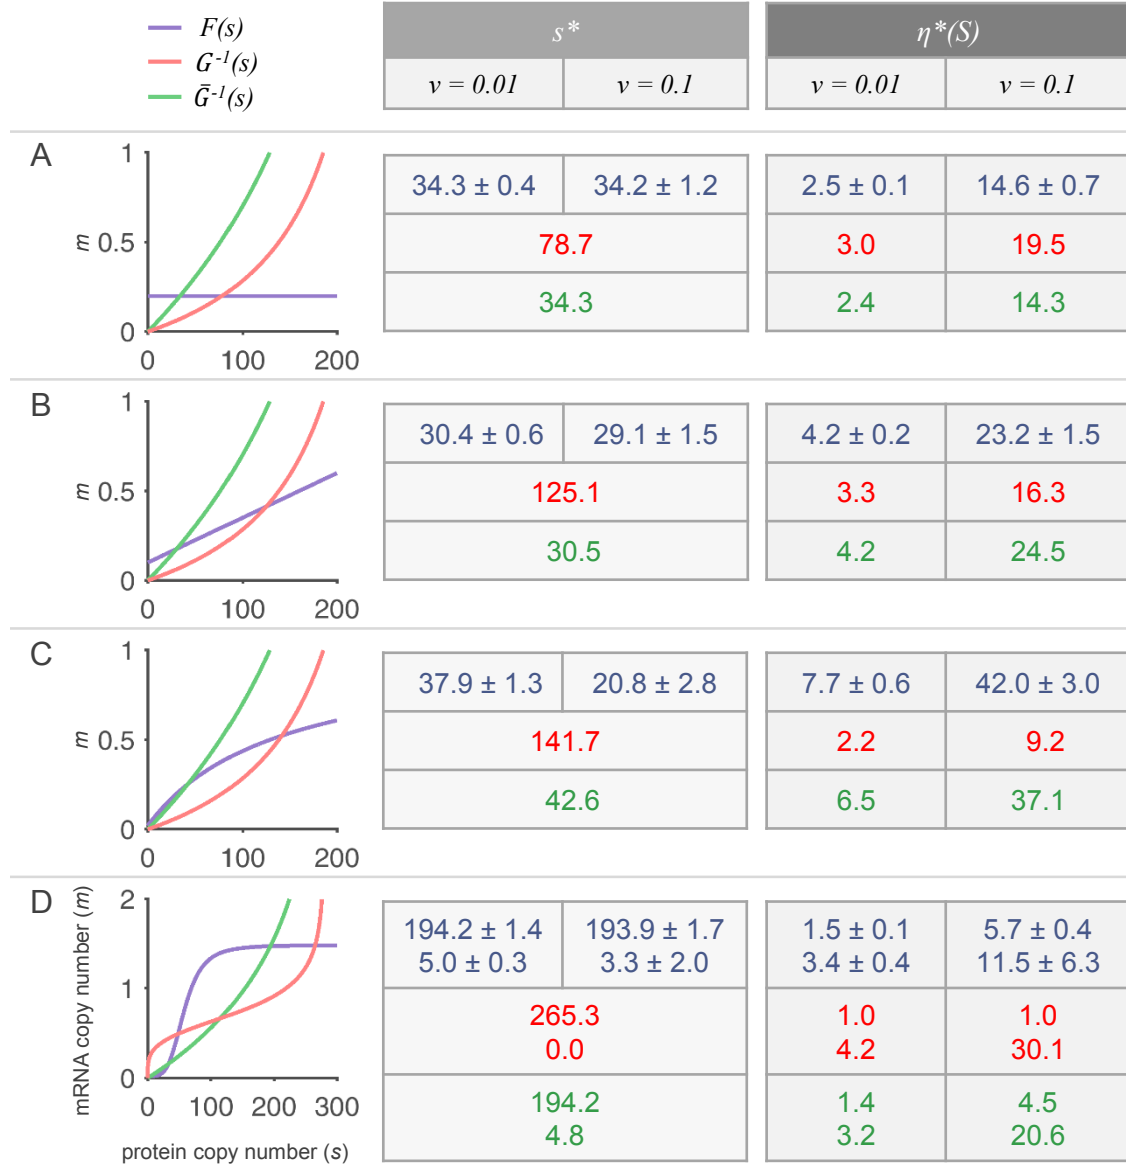 F(s)
G⁻¹(s)
Ḡ⁻¹(s)
s*
η*(S)
v = 0.01
v = 0.1
v = 0.01
v = 0.1
A
1
m 0.5
0
0 100 200
34.3 ± 0.4
34.2 ± 1.2
2.5 ± 0.1
14.6 ± 0.7
78.7
3.0
19.5
34.3
2.4
14.3
B
1
m 0.5
0
0 100 200
30.4 ± 0.6
29.1 ± 1.5
4.2 ± 0.2
23.2 ± 1.5
125.1
3.3
16.3
30.5
4.2
24.5
C
1
m 0.5
0
0 100 200
37.9 ± 1.3
20.8 ± 2.8
7.7 ± 0.6
42.0 ± 3.0
141.7
2.2
9.2
42.6
6.5
37.1
D
mRNA copy number (m)
2
1
0
0 100 200 300
protein copy number (s)
194.2 ± 1.4
5.0 ± 0.3
193.9 ± 1.7
3.3 ± 2.0
1.5 ± 0.1
3.4 ± 0.4
5.7 ± 0.4
11.5 ± 6.3
265.3
0.0
1.0
4.2
1.0
30.1
194.2
4.8
1.4
3.2
4.5
20.6